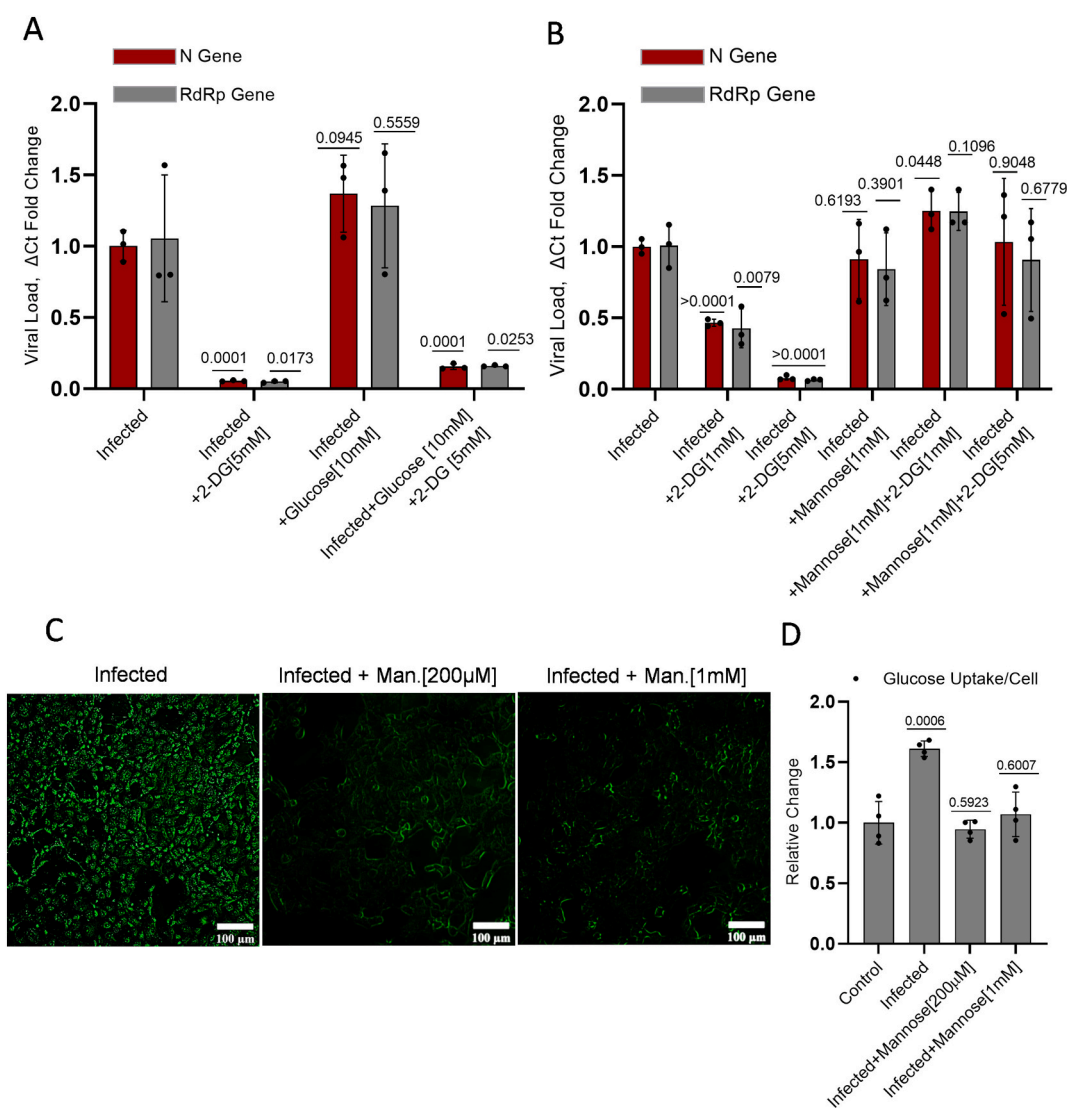 A
N Gene
RdRp Gene
Viral Load, ΔCt Fold Change
2.0
1.5
1.0
0.5
0.0
0.0001
0.0173
0.0945
0.5559
0.0001
0.0253
Infected
Infected
+2-DG[5mM]
Infected
+Glucose[10mM]
Infected+Glucose [10mM]
+2-DG [5mM]
B
N Gene
RdRp Gene
Viral Load, ΔCt Fold Change
2.0
1.5
1.0
0.5
0.0
>0.0001
0.0079
>0.0001
0.6193
0.3901
0.0448
0.1096
0.9048
0.6779
Infected
Infected
+2-DG[1mM]
Infected
+2-DG[5mM]
Infected
+Mannose[1mM]
Infected
+Mannose[1mM]+2-DG[1mM]
Infected
+Mannose[1mM]+2-DG[5mM]
C
Infected
Infected + Man.[200µM]
Infected + Man.[1mM]
100 µm
100 µm
100 µm
D
Glucose Uptake/Cell
Relative Change
2.0
1.5
1.0
0.5
0.0
0.0006
0.5923
0.6007
Control
Infected
Infected+Mannose[200µM]
Infected+Mannose[1mM]